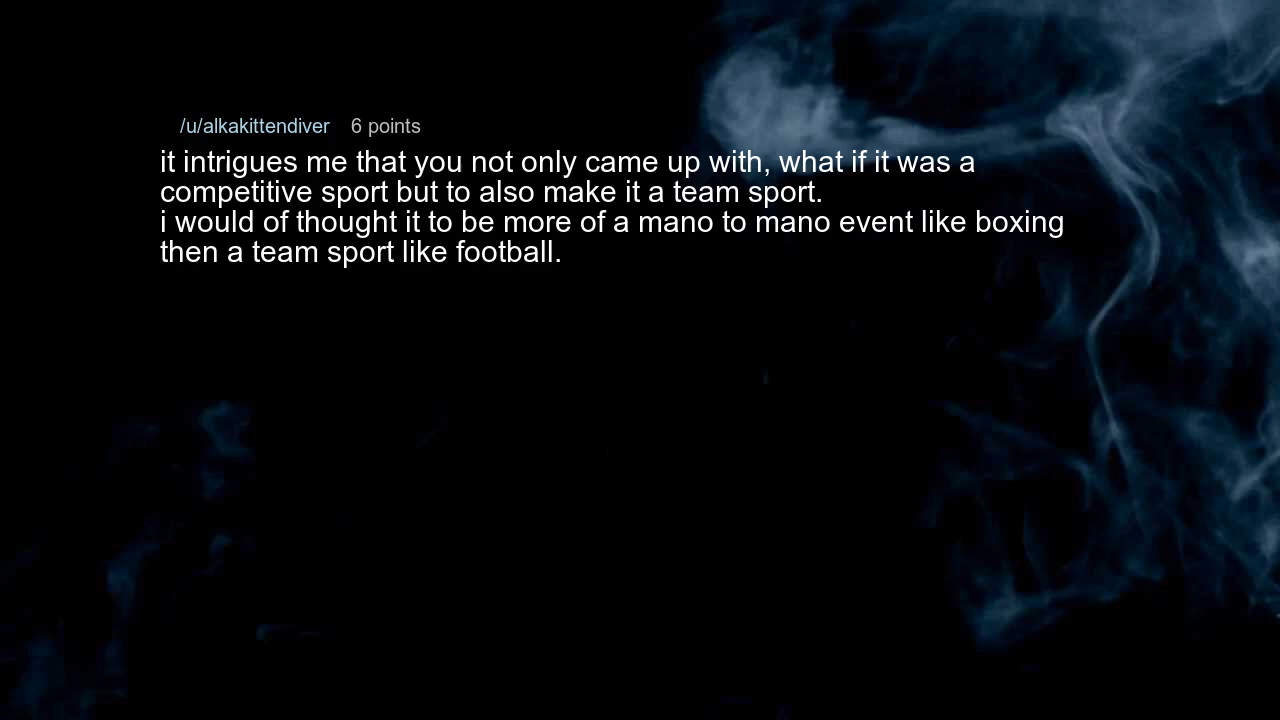 /u/alkakittendiver 6 points
it intrigues me that you not only came up with, what if it was a
competitive sport but to also make it a team sport.
i would of thought it to be more of a mano to mano event like boxing
then a team sport like football.